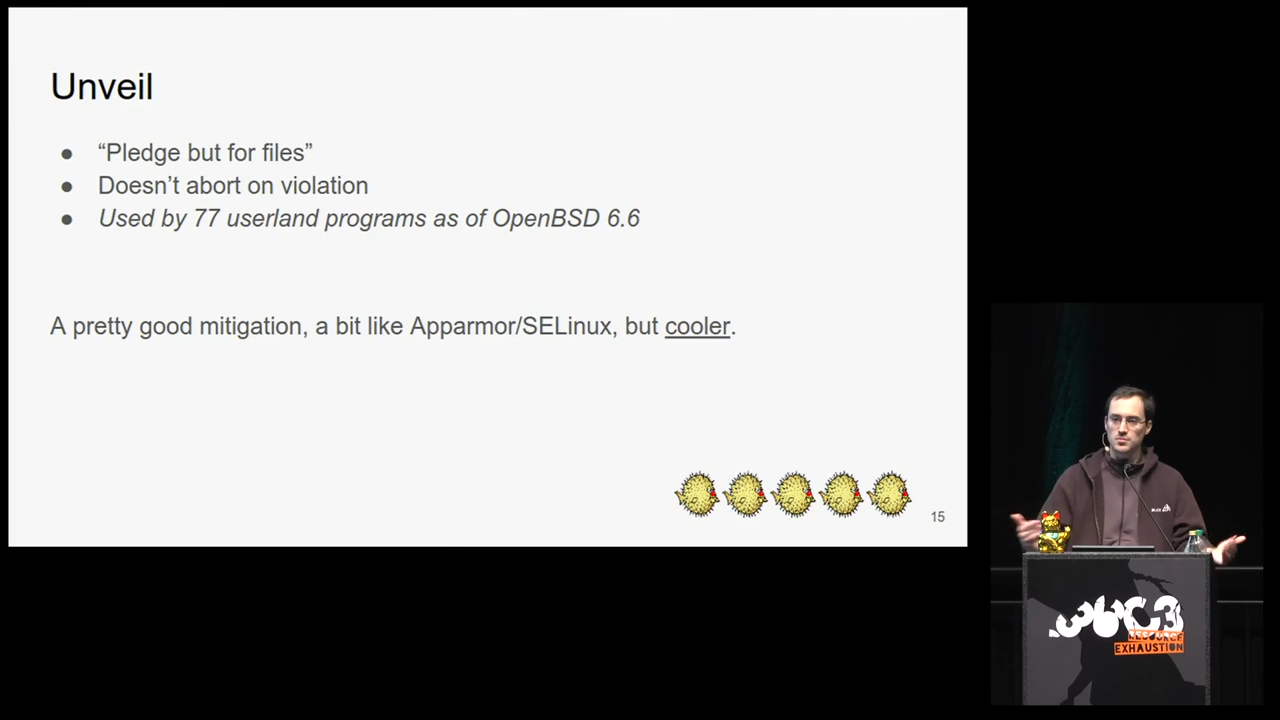 Unveil
● “Pledge but for files”
● Doesn’t abort on violation
● Used by 77 userland programs as of OpenBSD 6.6
A pretty good mitigation, a bit like Apparmor/SELinux, but cooler.
15
36C3
RESOURCE
EXHAUSTION